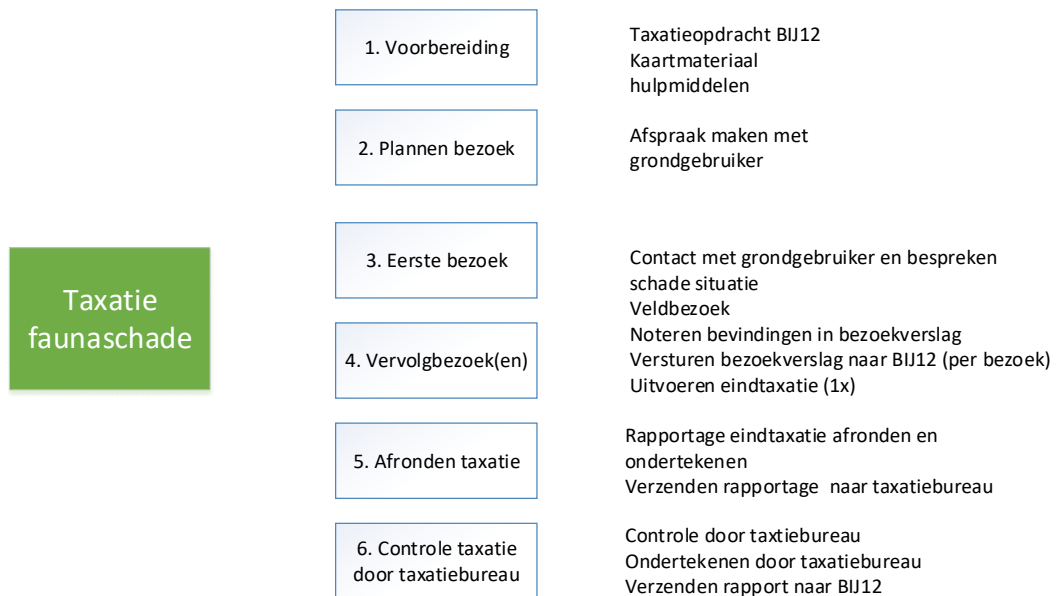 Taxatie
faunaschade
1. Voorbereiding
Taxatieopdracht BIJ12
Kaartmateriaal
hulpmiddelen
2. Plannen bezoek
Afspraak maken met
grondgebruiker
3. Eerste bezoek
4. Vervolgbezoek(en)
Contact met grondgebruiker en bespreken
schade situatie
Veldbezoek
Noteren bevindingen in bezoekverslag
Versturen bezoekverslag naar BIJ12 (per bezoek)
Uitvoeren eindtaxatie (1x)
5. Afronden taxatie
Rapportage eindtaxatie afronden en
ondertekenen
Verzenden rapportage naar taxatiebureau
6. Controle taxatie
door taxatiebureau
Controle door taxtiebureau
Ondertekenen door taxatiebureau
Verzenden rapport naar BIJ12